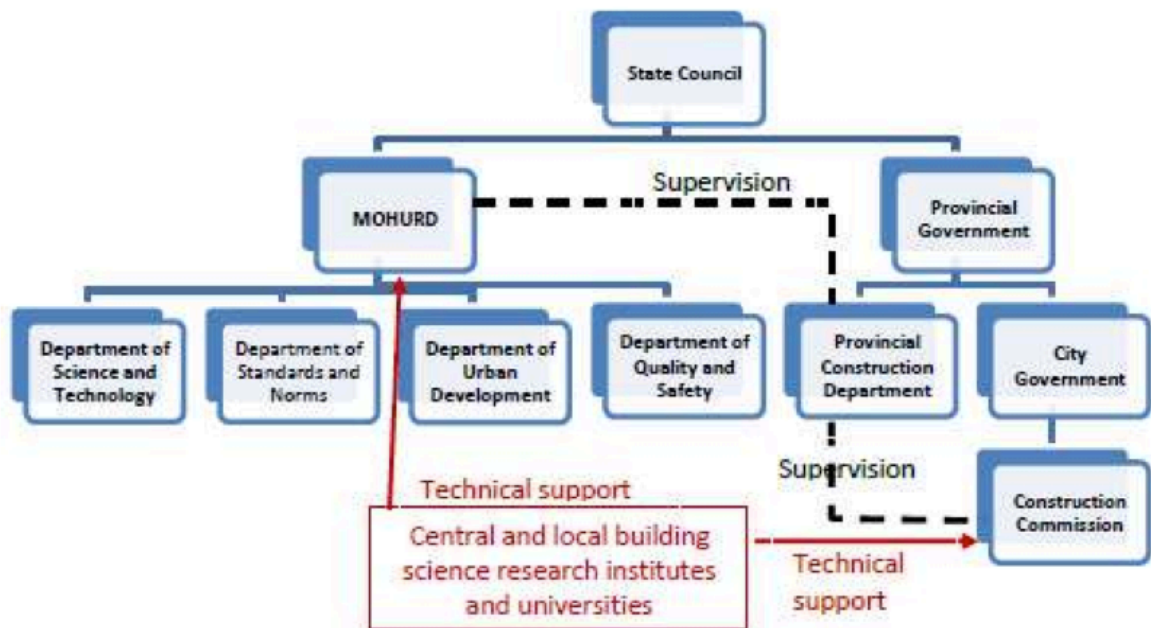 State Council
Supervision
MOHURD
Provincial
Government
Department of
Science and
Technology
Department of
Standards and
Norms
Department of
Urban
Development
Department of
Quality and
Safety
Provincial
Construction
Department
City
Government
Supervision
Construction
Commission
Technical support
Central and local building
science research institutes
and universities
Technical
support